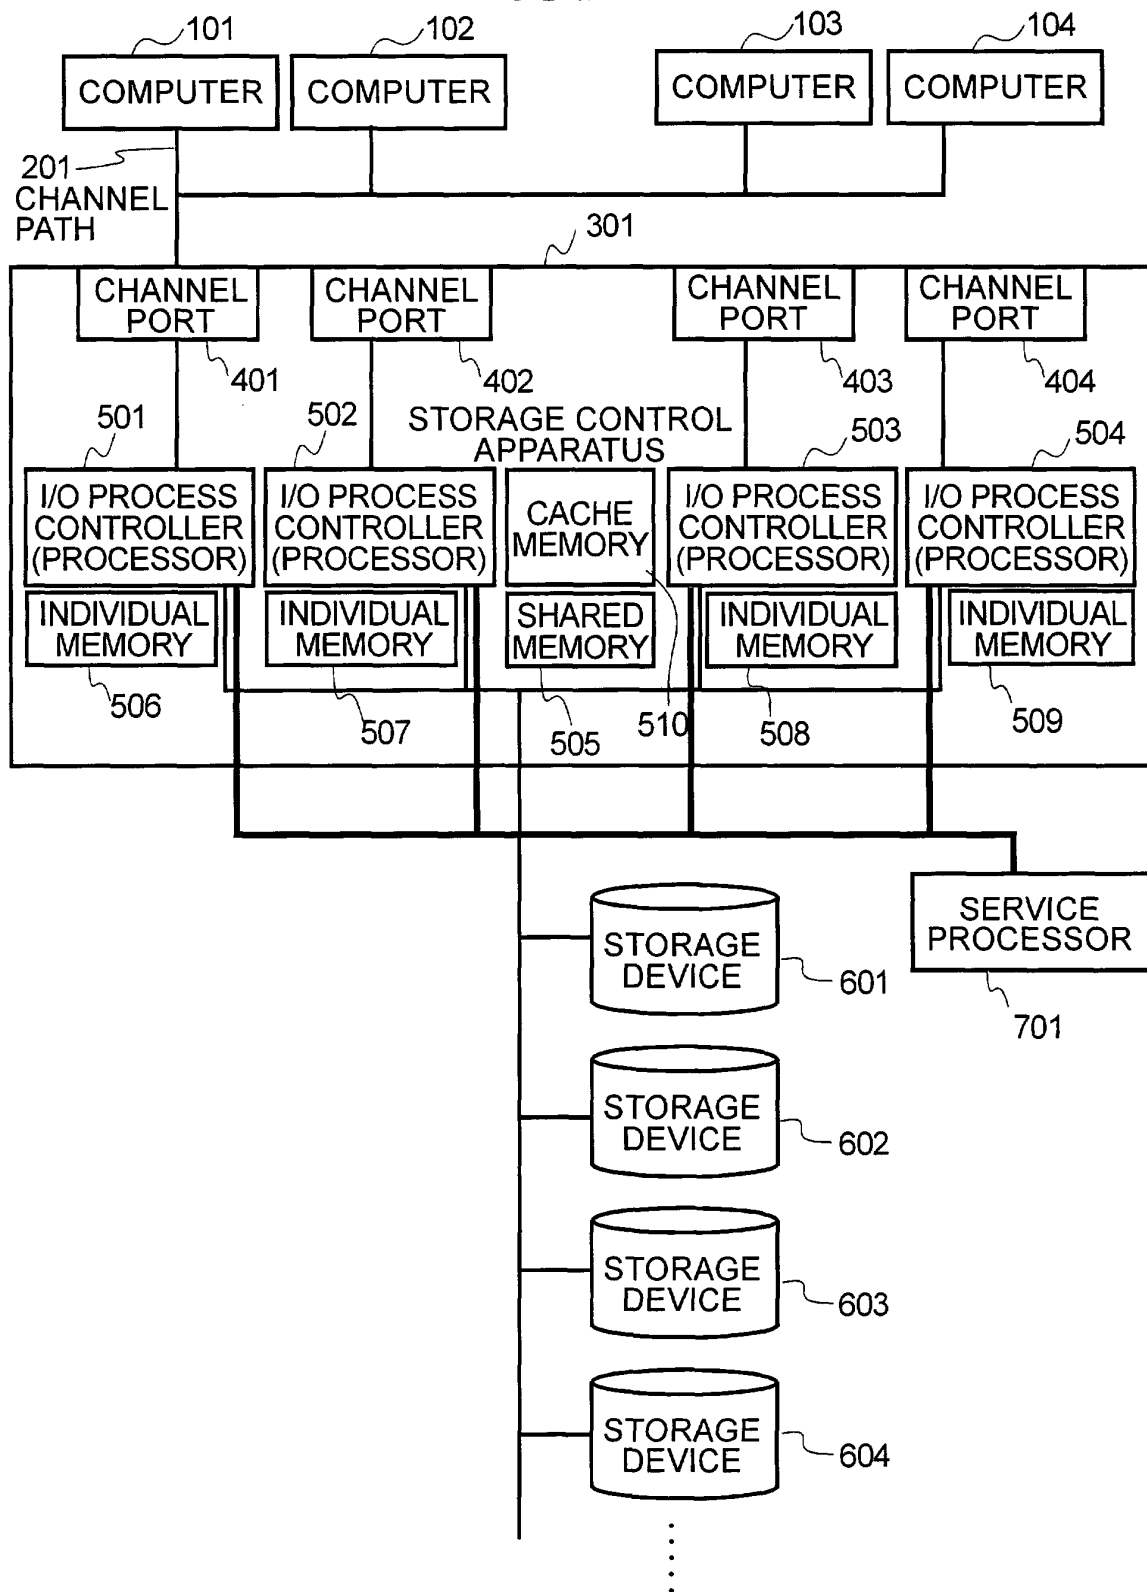 101
102
103
104
COMPUTER
COMPUTER
COMPUTER
COMPUTER
201
CHANNEL
PATH
301
CHANNEL
PORT
CHANNEL
PORT
CHANNEL
PORT
CHANNEL
PORT
401
402
403
404
STORAGE CONTROL
APPARATUS
501
502
503
504
I/O PROCESS
CONTROLLER
(PROCESSOR)
I/O PROCESS
CONTROLLER
(PROCESSOR)
CACHE
MEMORY
I/O PROCESS
CONTROLLER
(PROCESSOR)
I/O PROCESS
CONTROLLER
(PROCESSOR)
INDIVIDUAL
MEMORY
INDIVIDUAL
MEMORY
SHARED
MEMORY
INDIVIDUAL
MEMORY
INDIVIDUAL
MEMORY
506
507
505
510
508
509
SERVICE
PROCESSOR
701
STORAGE
DEVICE
601
STORAGE
DEVICE
602
STORAGE
DEVICE
603
STORAGE
DEVICE
604